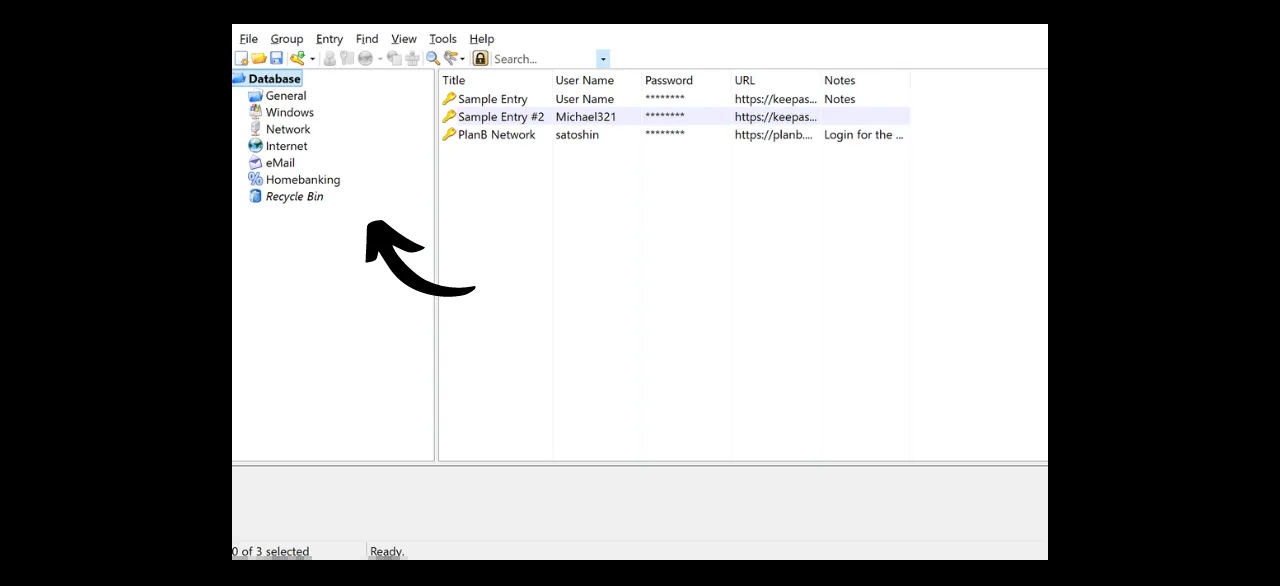 File Group Entry Find View Tools Help
Search...
Database
General
Windows
Network
Internet
eMail
Homebanking
Recycle Bin
Title User Name Password URL Notes
Sample Entry User Name ******** https://keepas... Notes
Sample Entry #2 Michael321 ******** https://keepas...
PlanB Network satoshin ******** https://planb.... Login for the ...
0 of 3 selected Ready.